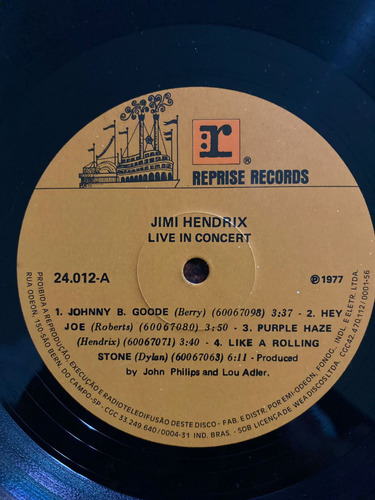 r
®
REPRISE RECORDS
JIMI HENDRIX
LIVE IN CONCERT
24.012-A
℗ 1977
1. JOHNNY B. GOODE (Berry) (60067098) 3:37 - 2. HEY
JOE (Roberts) (60067080) 3:50 - 3. PURPLE HAZE
(Hendrix) (60067071) 3:40 - 4. LIKE A ROLLING
STONE (Dylan) (60067063) 6:11 - Produced
by John Philips and Lou Adler.
PROIBIDA A REPRODUÇÃO, EXECUÇÃO E RADIOTELEDIFUSÃO DESTE DISCO - FAB. E DISTR. POR EMI-ODEON, FONOG. IND. E ELETR. LTDA.
RUA ODEON, 150-SÃO BERN. DO CAMPO-SP - CCC 33.249.640/0004-31 IND. BRAS. - SOB LICENÇA DE WEA DISCOS LTDA. CGC42.470.112/0001-56